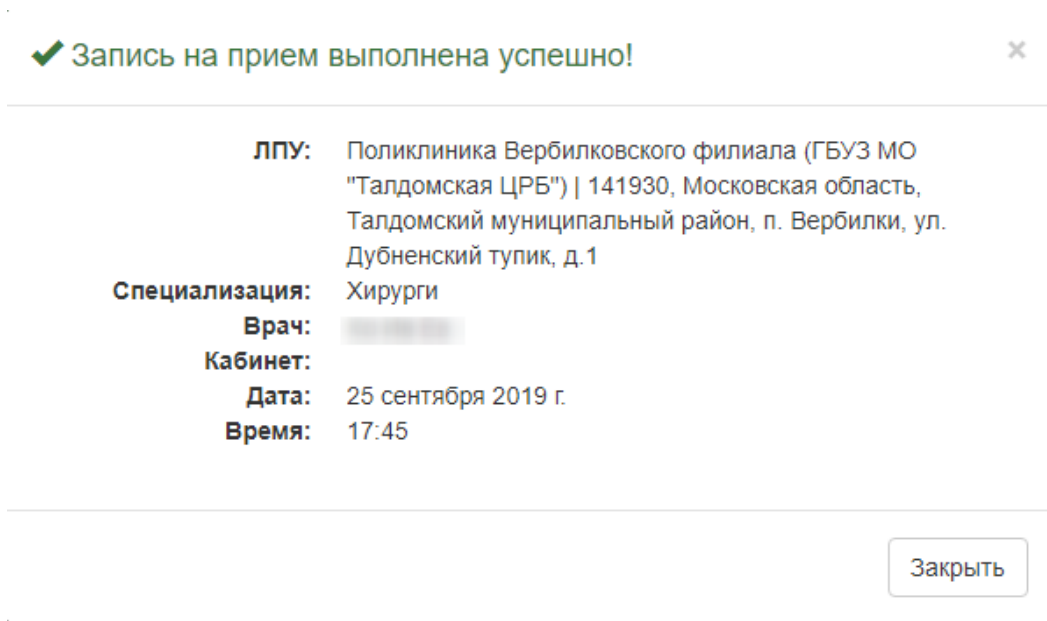 Запись на прием выполнена успешно!
×
ЛПУ: Поликлиника Вербилковского филиала (ГБУЗ МО
"Талдомская ЦРБ") | 141930, Московская область,
Талдомский муниципальный район, п. Вербилки, ул.
Дубненский тупик, д.1
Специализация: Хирурги
Врач:
Кабинет:
Дата: 25 сентября 2019 г.
Время: 17:45
Закрыть